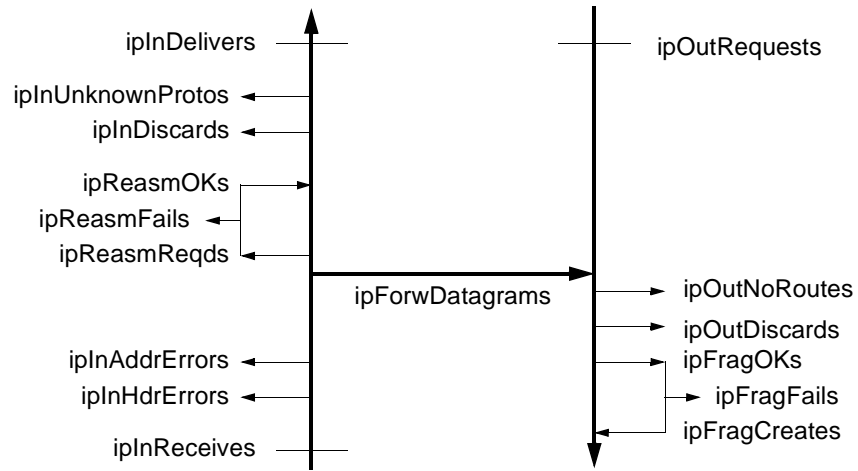 ipInDelivers
ipOutRequests
ipInUnknownProtos
ipInDiscards
ipReasmOKs
ipReasmFails
ipReasmReqds
ipForwDatagrams
ipOutNoRoutes
ipOutDiscards
ipInAddrErrors
ipFragOKs
ipInHdrErrors
ipFragFails
ipFragCreates
ipInReceives